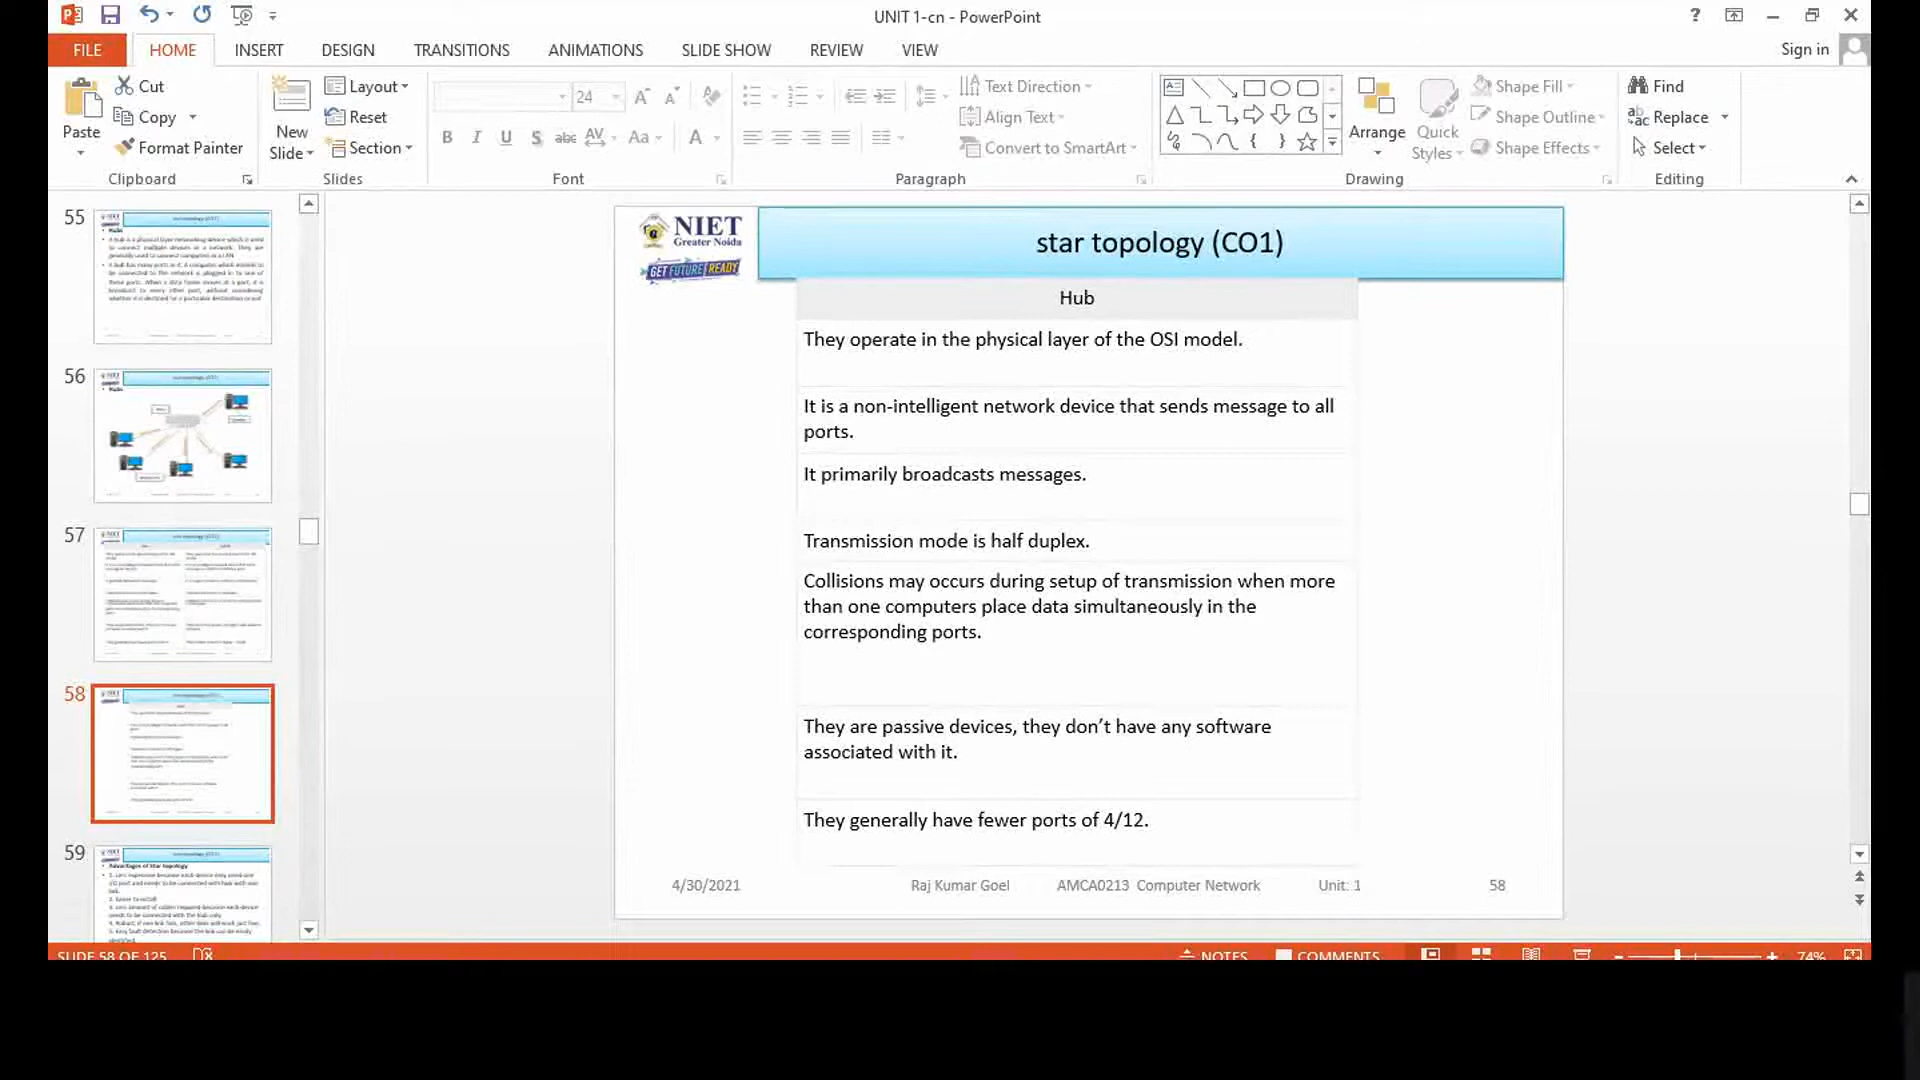 UNIT 1-cn - PowerPoint
FILE
HOME
INSERT
DESIGN
TRANSITIONS
ANIMATIONS
SLIDE SHOW
REVIEW
VIEW
Sign in
Paste
Cut
Copy
Format Painter
Clipboard
New
Slide
Layout
Reset
Section
Slides
24
Font
Text Direction
Align Text
Convert to SmartArt
Paragraph
Arrange
Quick
Styles
Shape Fill
Shape Outline
Shape Effects
Drawing
Find
Replace
Select
Editing
55
56
57
58
59
Advantages of Star topology
NIET
Greater Noida
GET FUTURE READY
star topology (CO1)
Hub
They operate in the physical layer of the OSI model.
It is a non-intelligent network device that sends message to all
ports.
It primarily broadcasts messages.
Transmission mode is half duplex.
Collisions may occurs during setup of transmission when more
than one computers place data simultaneously in the
corresponding ports.
They are passive devices, they don’t have any software
associated with it.
They generally have fewer ports of 4/12.
4/30/2021
Raj Kumar Goel
AMCA0213 Computer Network
Unit: 1
58
SLIDE 58 OF 125
NOTES
COMMENTS
74%